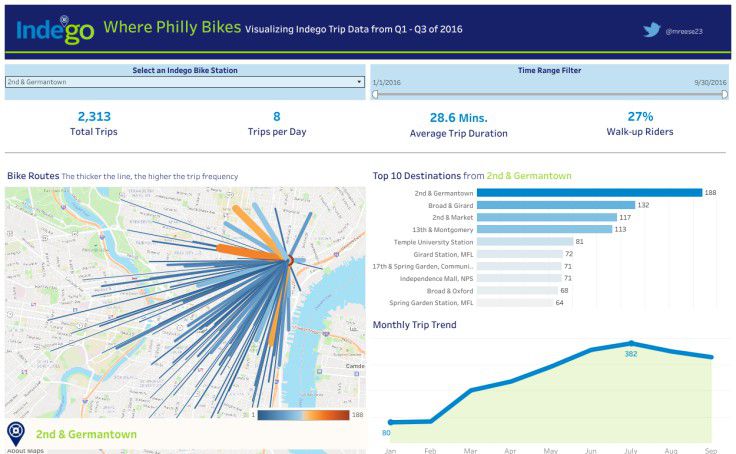 Indego Where Philly Bikes Visualizing Indego Trip Data from Q1 - Q3 of 2016
@mreese23
Select an Indego Bike Station
2nd & Germantown
Time Range Filter
1/1/2016 9/30/2016
2,313
Total Trips
8
Trips per Day
28.6 Mins.
Average Trip Duration
27%
Walk-up Riders
Bike Routes The thicker the line, the higher the trip frequency
Camde
1 188
2nd & Germantown
About Maps
Top 10 Destinations from 2nd & Germantown
2nd & Germantown 188
Broad & Girard 132
2nd & Market 117
13th & Montgomery 113
Temple University Station 81
Girard Station, MFL 72
17th & Spring Garden, Communi... 71
Independence Mall, NPS 71
Broad & Oxford 68
Spring Garden Station, MFL 64
Monthly Trip Trend
382
80
Jan Feb Mar Apr May Jun July Aug Sep